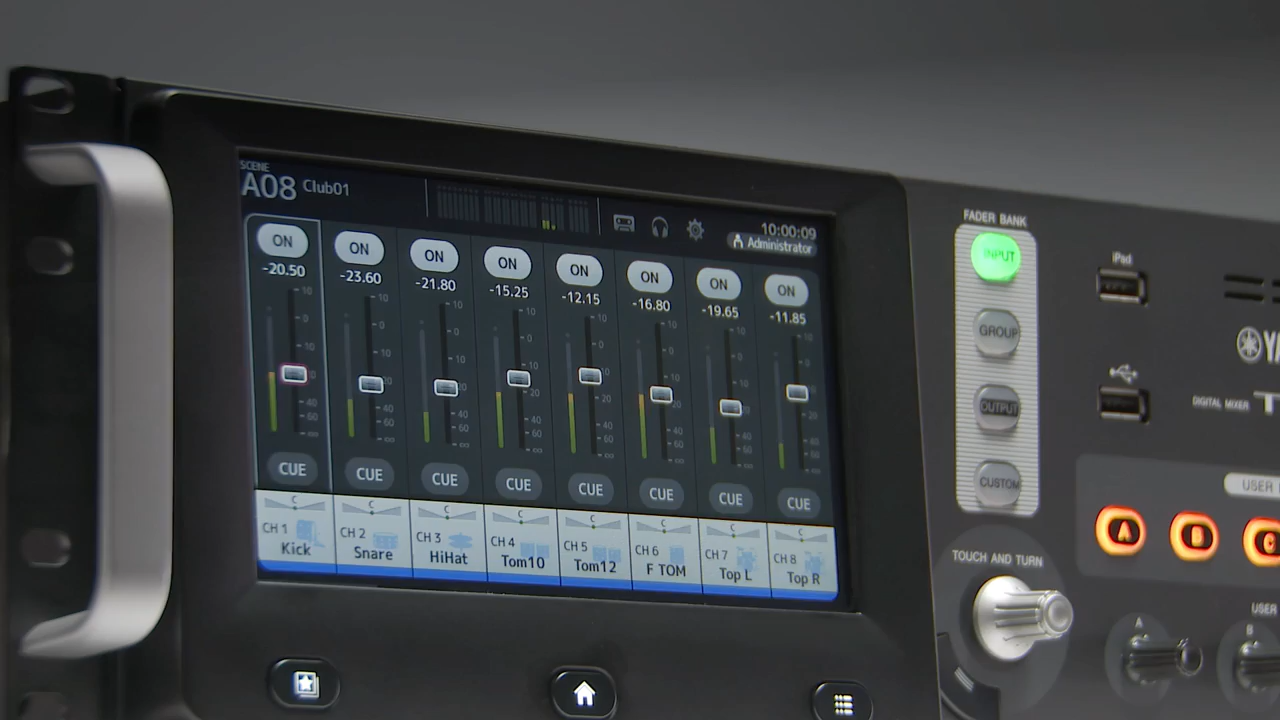 SCENE
A08 Club01
10:00:09
Administrator
ON ON ON ON ON ON ON ON
-20.50 -23.60 -21.80 -15.25 -12.15 -16.80 -19.65 -11.85
CUE CUE CUE CUE CUE CUE CUE CUE
C C C C C C C C
CH 1 CH 2 CH 3 CH 4 CH 5 CH 6 CH 7 CH 8
Kick Snare HiHat Tom10 Tom12 F TOM Top L Top R
FADER BANK
INPUT
GROUP
OUTPUT
CUSTOM
TOUCH AND TURN
iPad
DIGITAL MIXER
USER
A B C
USER
A B